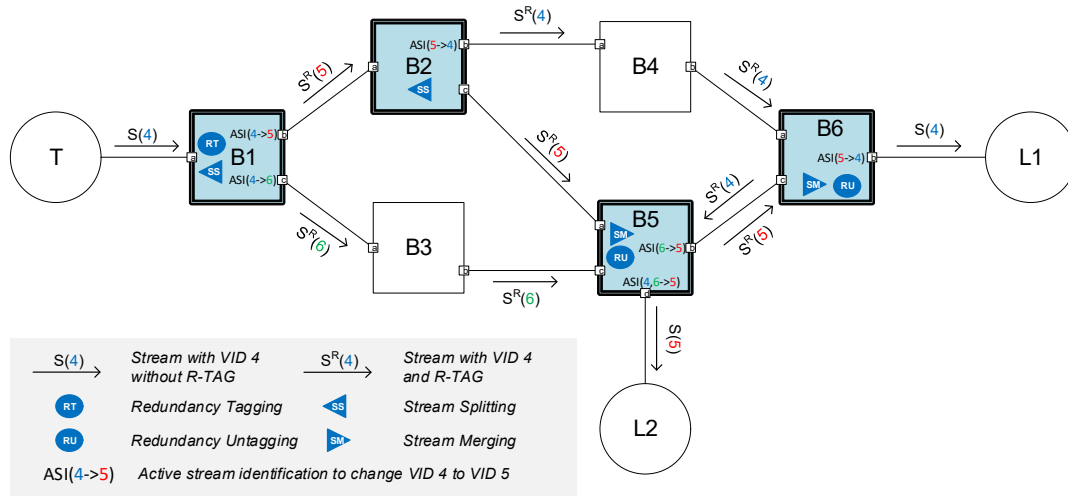 S^R(4)
ASI(5->4) b
a B2
SS
c
a
B4
b
S^R(5)
S^R(4)
S(4)
T
a
RT
ASI(4->5) b
B1
SS
ASI(4->6) c
S^R(5)
a
B6
ASI(5->4) b
c
SM RU
S(4)
L1
S^R(6)
a
B3
b
S^R(6)
S^R(4)
S^R(5)
a B5
SM
ASI(6->5) b
RU
c
ASI(4,6->5)
d
S(5)
L2
S(4) Stream with VID 4 without R-TAG
S^R(4) Stream with VID 4 and R-TAG
RT Redundancy Tagging
SS Stream Splitting
RU Redundancy Untagging
SM Stream Merging
ASI(4->5) Active stream identification to change VID 4 to VID 5